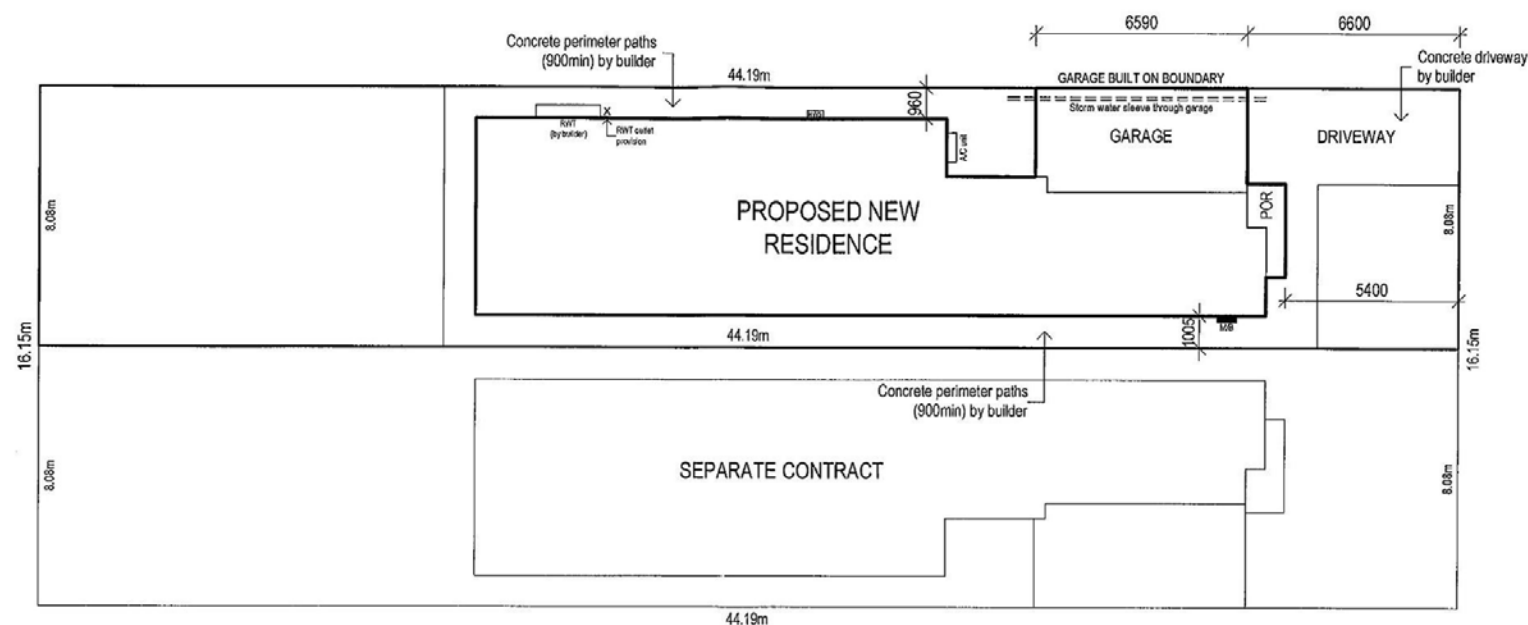 6590
6600
Concrete perimeter paths
(900min) by builder
Concrete driveway
by builder
44.19m
GARAGE BUILT ON BOUNDARY
960
Storm water sleeve through garage
RWT
(by builder)
X
RWT outlet
provision
A/C unit
GARAGE
DRIVEWAY
8.08m
PROPOSED NEW
RESIDENCE
POR
8.08m
5400
M/B
1005
44.19m
16.15m
16.15m
Concrete perimeter paths
(900min) by builder
8.08m
SEPARATE CONTRACT
8.08m
44.19m